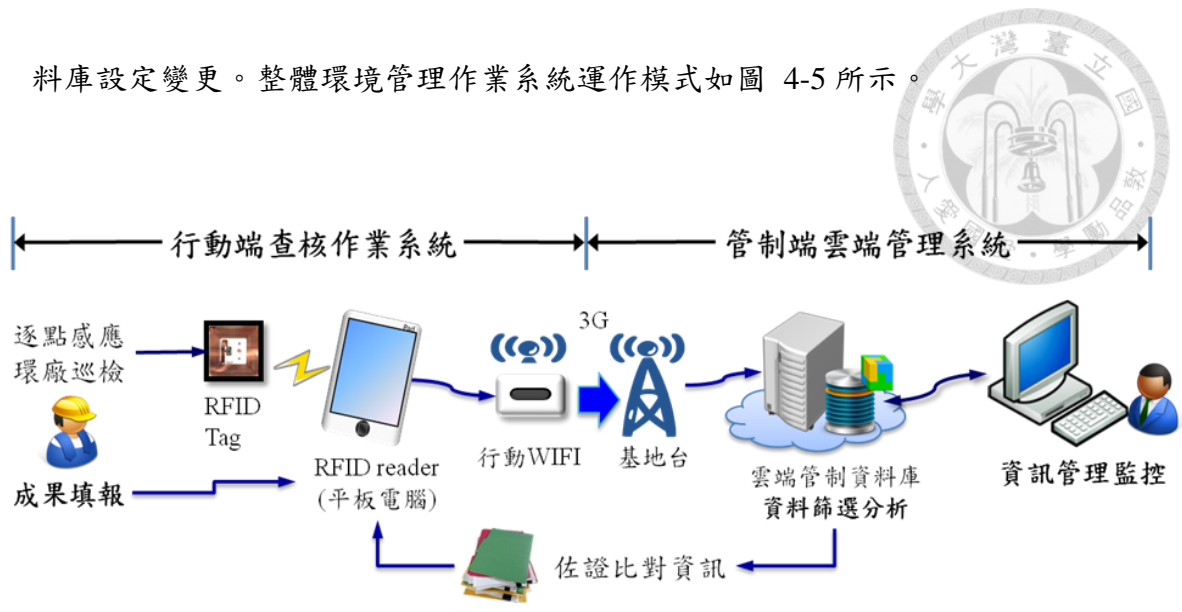 料庫設定變更。整體環境管理作業系統運作模式如圖 4-5 所示。
行動端查核作業系統
管制端雲端管理系統
逐點感應
環廠巡檢
成果填報
RFID
Tag
Pad
RFID reader
(平板電腦)
行動WIFI
3G
基地台
雲端管制資料庫
資料篩選分析
資訊管理監控
佐證比對資訊